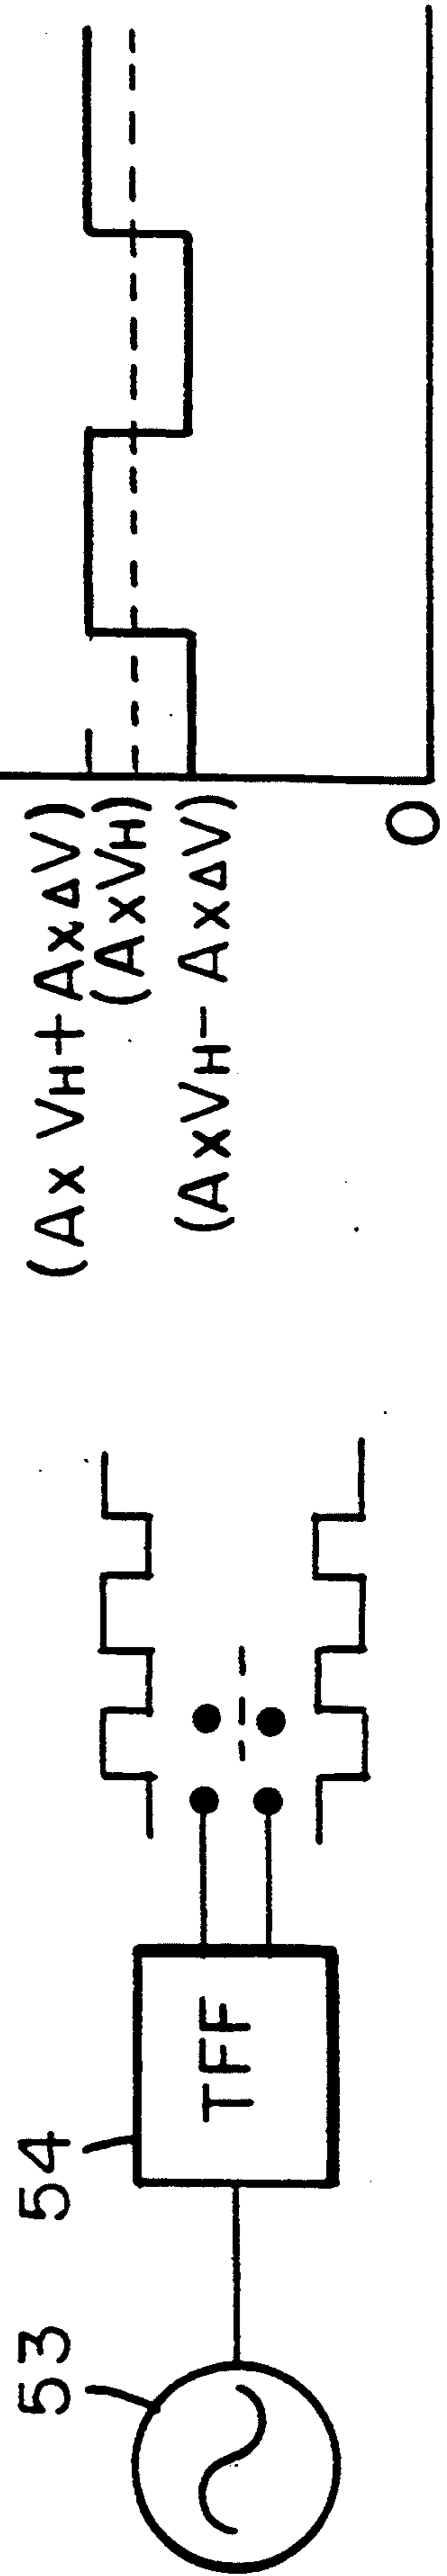 53
54
TFF
(A x VH + A x ΔV)
(A x VH)
(A x VH - A x ΔV)
0